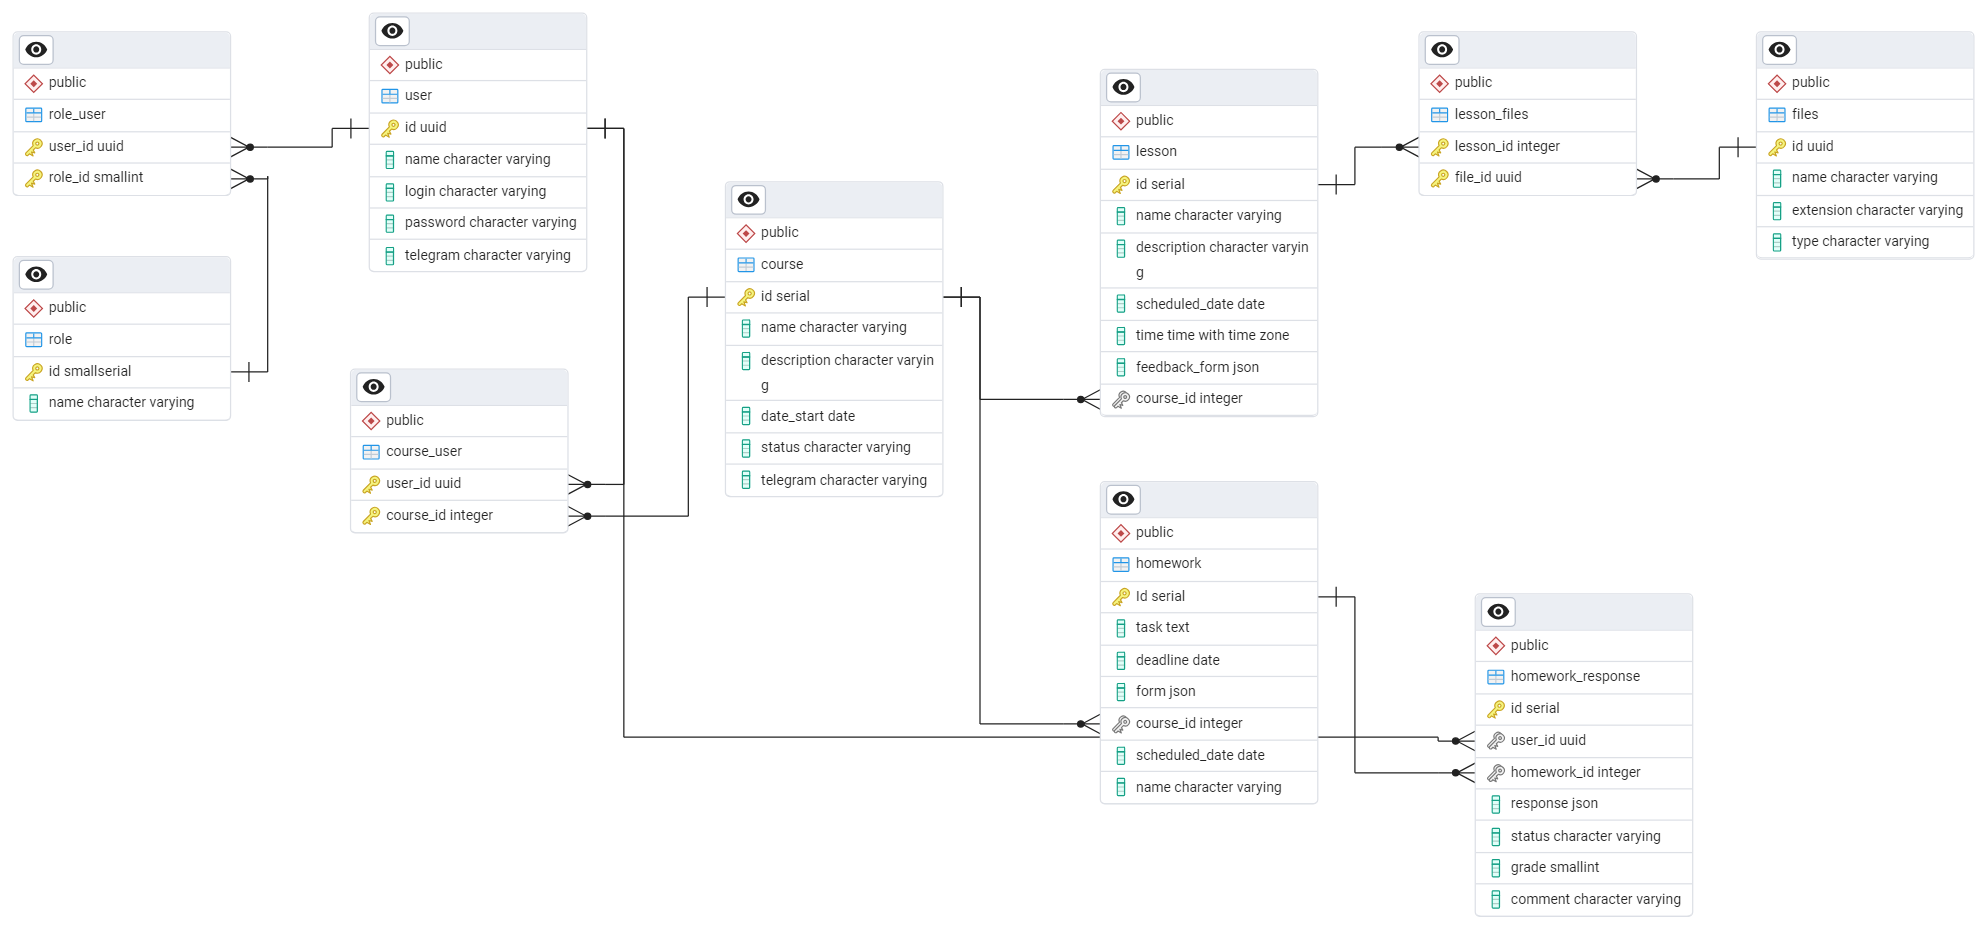 public
role_user
user_id uuid
role_id smallint
public
role
id smallserial
name character varying
public
user
id uuid
name character varying
login character varying
password character varying
telegram character varying
public
course_user
user_id uuid
course_id integer
public
course
id serial
name character varying
description character varyin
g
date_start date
status character varying
telegram character varying
public
lesson
id serial
name character varying
description character varyin
g
scheduled_date date
time time with time zone
feedback_form json
course_id integer
public
homework
Id serial
task text
deadline date
form json
course_id integer
scheduled_date date
name character varying
public
lesson_files
lesson_id integer
file_id uuid
public
files
id uuid
name character varying
extension character varying
type character varying
public
homework_response
id serial
user_id uuid
homework_id integer
response json
status character varying
grade smallint
comment character varying